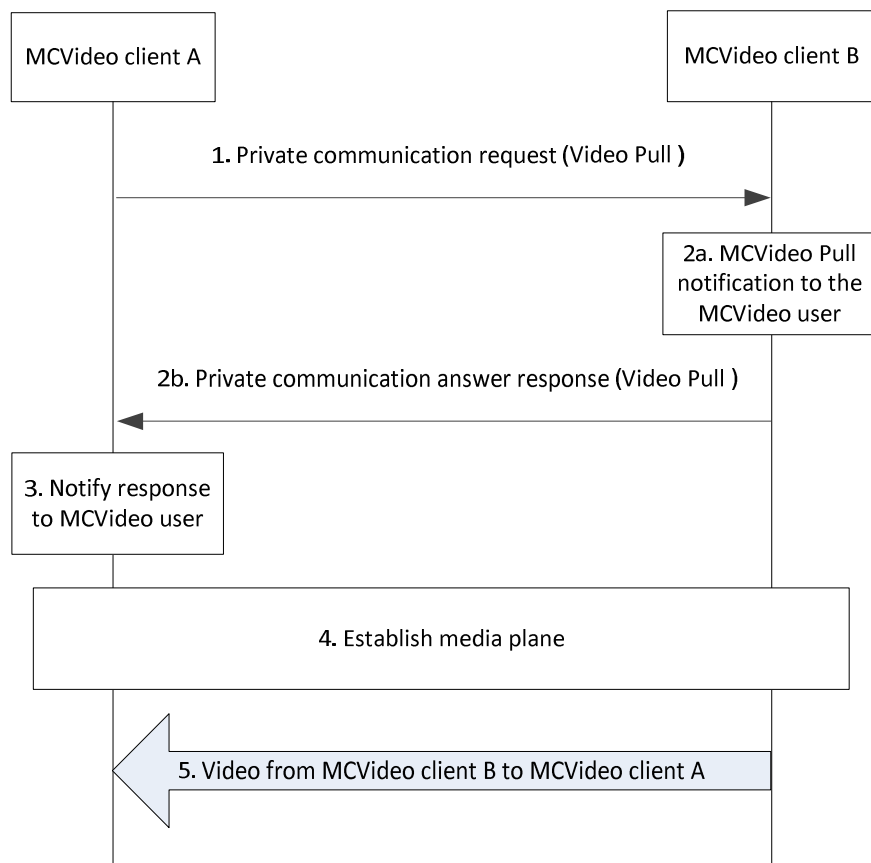 MCVideo client A
MCVideo client B
1. Private communication request (Video Pull )
2a. MCVideo Pull
notification to the
MCVideo user
2b. Private communication answer response (Video Pull )
3. Notify response
to MCVideo user
4. Establish media plane
5. Video from MCVideo client B to MCVideo client A